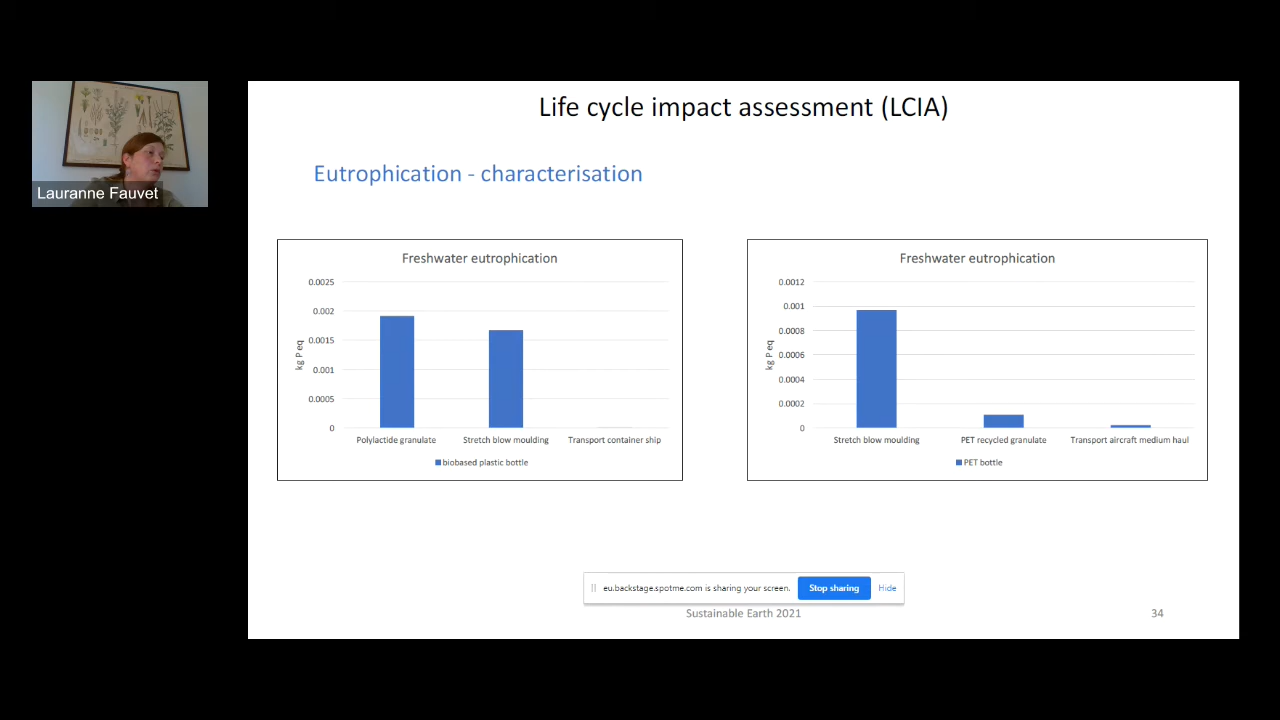 Life cycle impact assessment (LCIA)
Lauranne Fauvet
Eutrophication - characterisation
Freshwater eutrophication
0.0025
0.002
0.0015
0.001
0.0005
0
kg P eq
Polylactide granulate
Stretch blow moulding
Transport container ship
biobased plastic bottle
Freshwater eutrophication
0.0012
0.001
0.0008
0.0006
0.0004
0.0002
0
kg P eq
Stretch blow moulding
PET recycled granulate
Transport aircraft medium haul
PET bottle
eu.backstage.spotme.com is sharing your screen. Stop sharing Hide
Sustainable Earth 2021
34